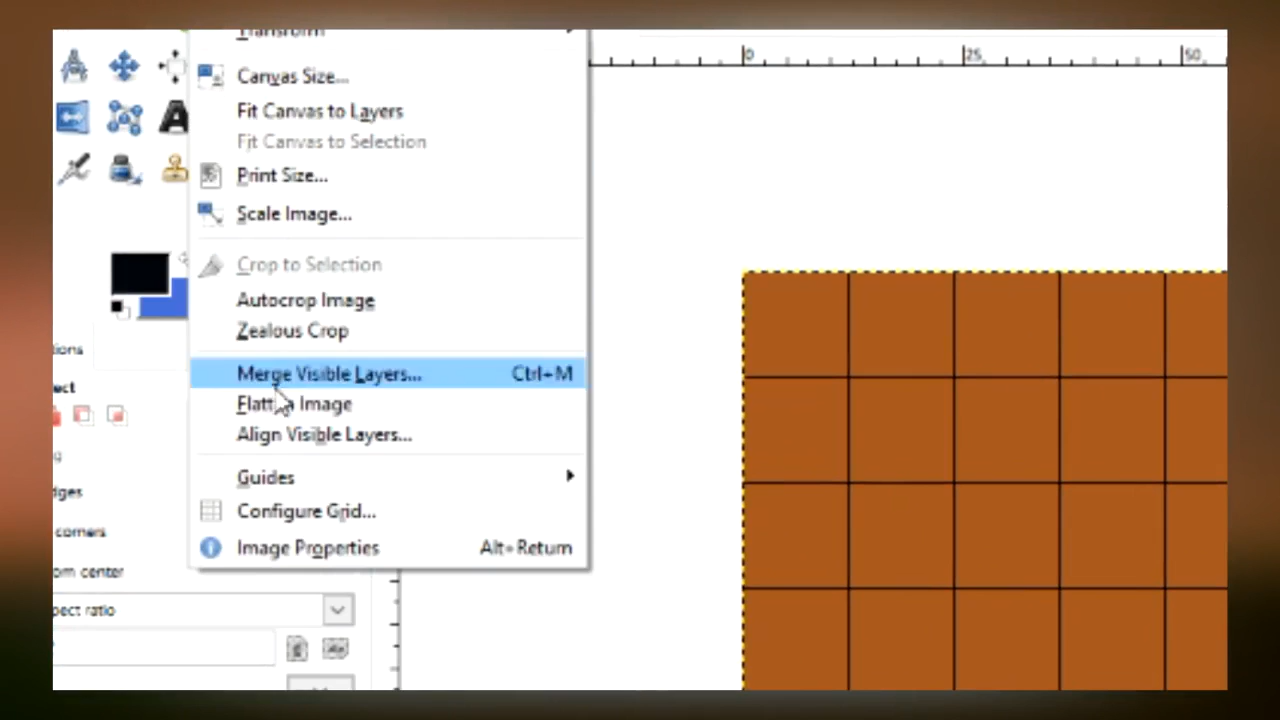 Transform
0
25
50
Canvas Size...
Fit Canvas to Layers
Fit Canvas to Selection
Print Size...
Scale Image...
Crop to Selection
Autocrop Image
Zealous Crop
ions
Merge Visible Layers... Ctrl+M
ect
Image
Align Visible Layers...
Guides
dges
Configure Grid...
corners
Image Properties Alt+Return
om center
pect ratio